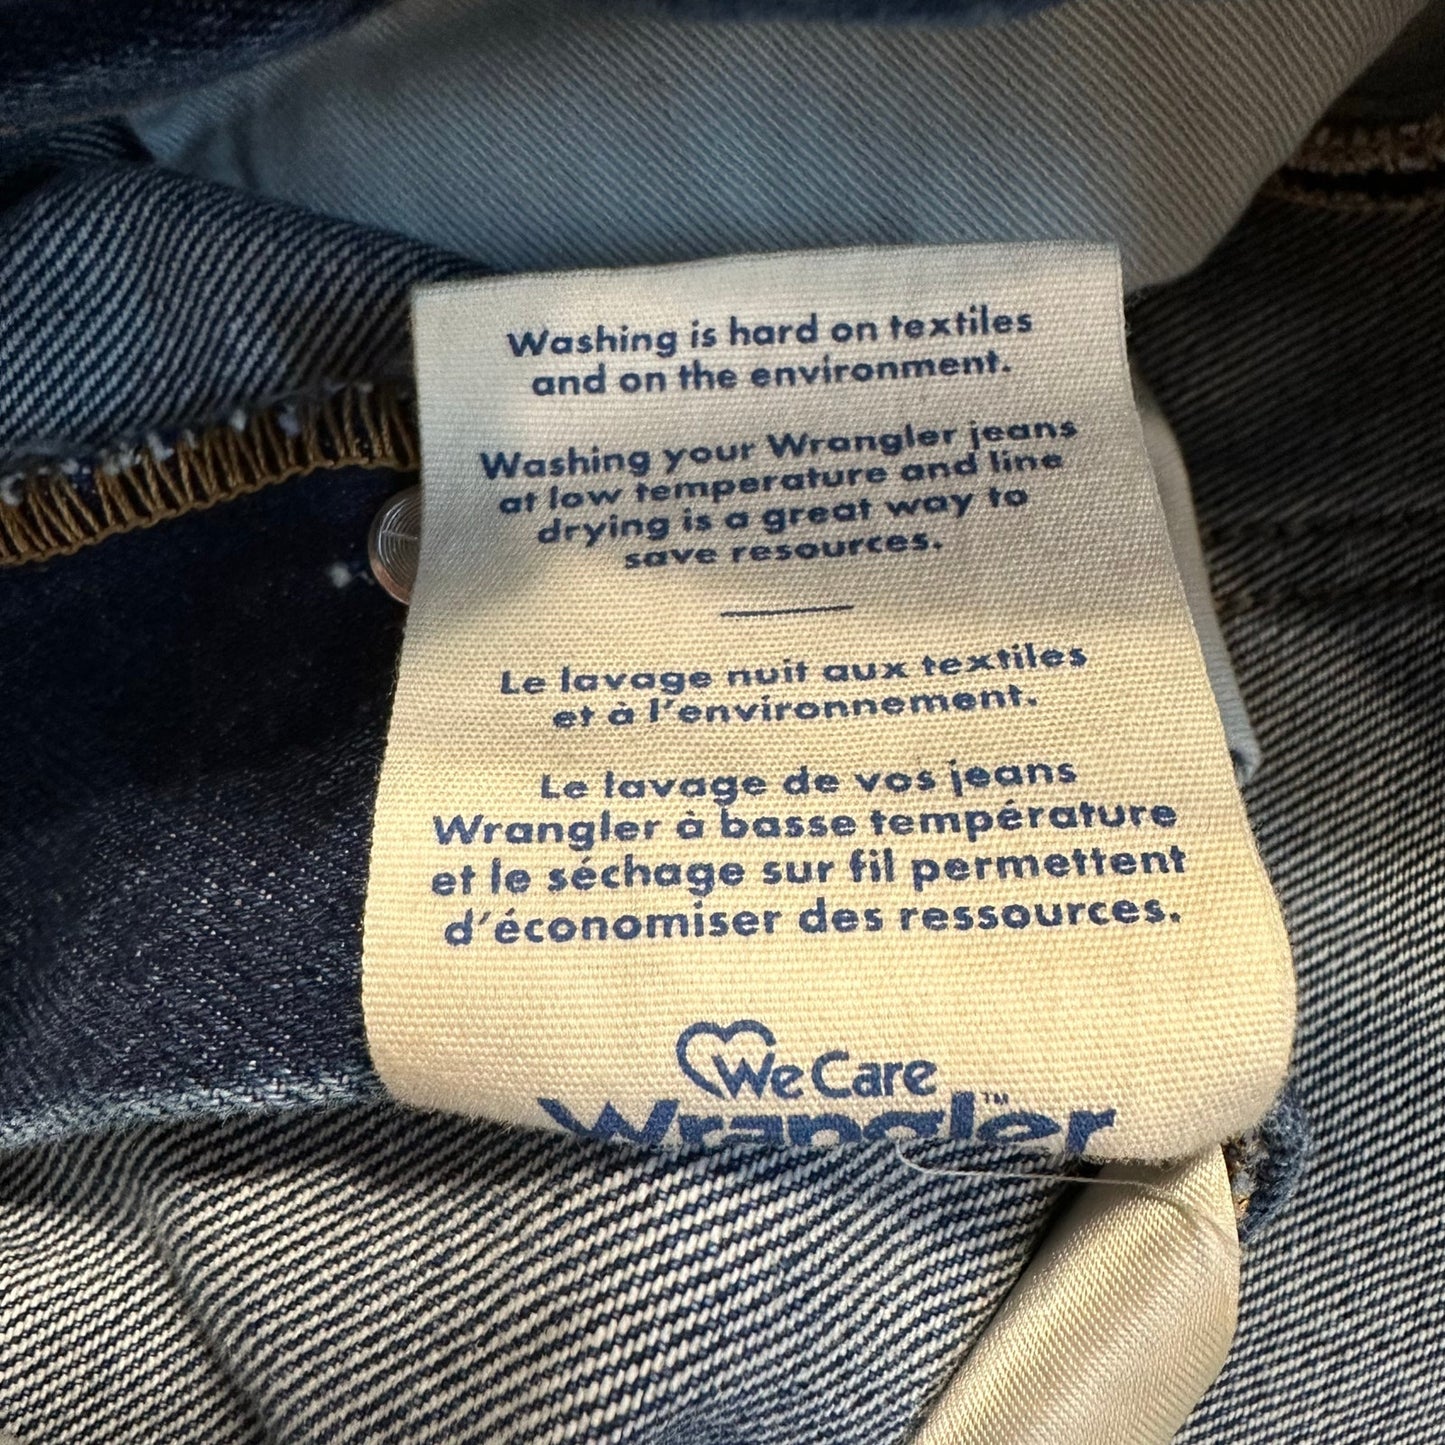 Washing is hard on textiles
and on the environment.
Washing your Wrangler jeans
at low temperature and line
drying is a great way to
save resources.
Le lavage nuit aux textiles
et à l'environnement.
Le lavage de vos jeans
Wrangler à basse température
et le séchage sur fil permettent
d'économiser des ressources.
We Care
Wrangler™